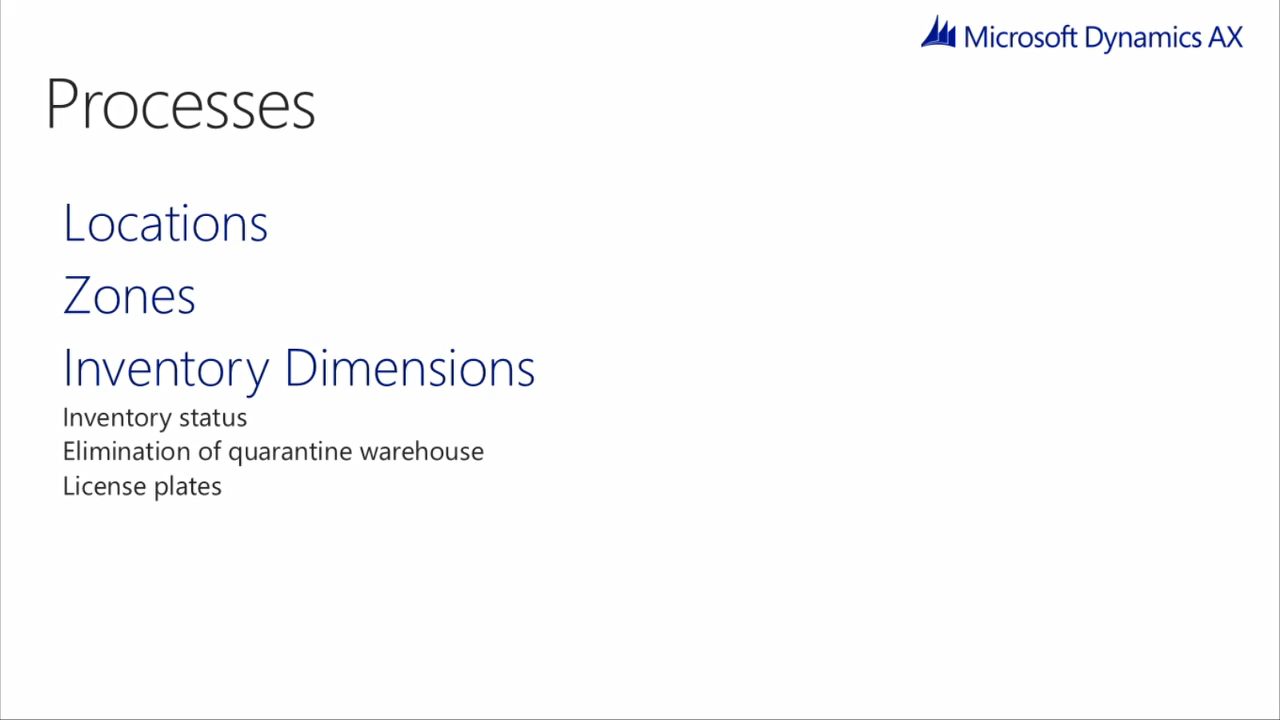 Microsoft Dynamics AX
Processes
Locations
Zones
Inventory Dimensions
Inventory status
Elimination of quarantine warehouse
License plates